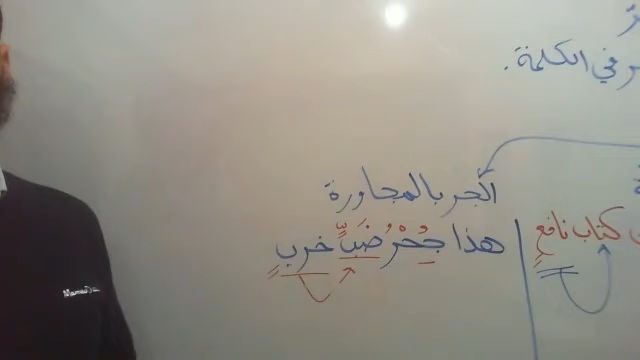 في الكلمة.
الجر بالمجاورة
كتاب نافعٍ
هذا جُحْرُ ضَبٍّ خربٍ